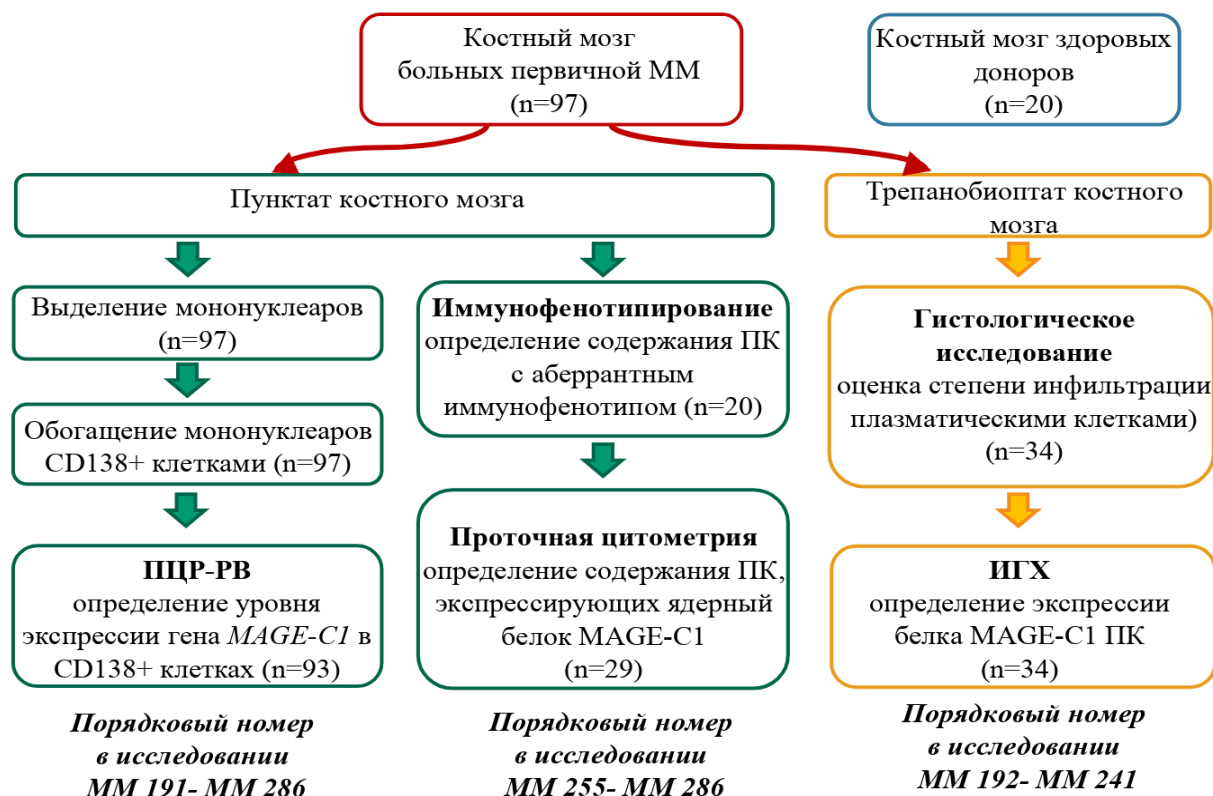 Костный мозг
больных первичной ММ
(n=97)
Костный мозг здоровых
доноров
(n=20)
Пунктат костного мозга
Трепанобиоптат костного
мозга
Выделение мононуклеаров
(n=97)
Обогащение мононуклеаров
CD138+ клетками (n=97)
ПЦР-РВ
определение уровня
экспрессии гена MAGE-C1 в
CD138+ клетках (n=93)
Порядковый номер
в исследовании
ММ 191- ММ 286
Иммунофенотипирование
определение содержания ПК
с аберрантным
иммунофенотипом (n=20)
Проточная цитометрия
определение содержания ПК,
экспрессирующих ядерный
белок MAGE-C1
(n=29)
Порядковый номер
в исследовании
ММ 255- ММ 286
Гистологическое
исследование
оценка степени инфильтрации
плазматическими клетками)
(n=34)
ИГХ
определение экспрессии
белка MAGE-C1 ПК
(n=34)
Порядковый номер
в исследовании
ММ 192- ММ 241